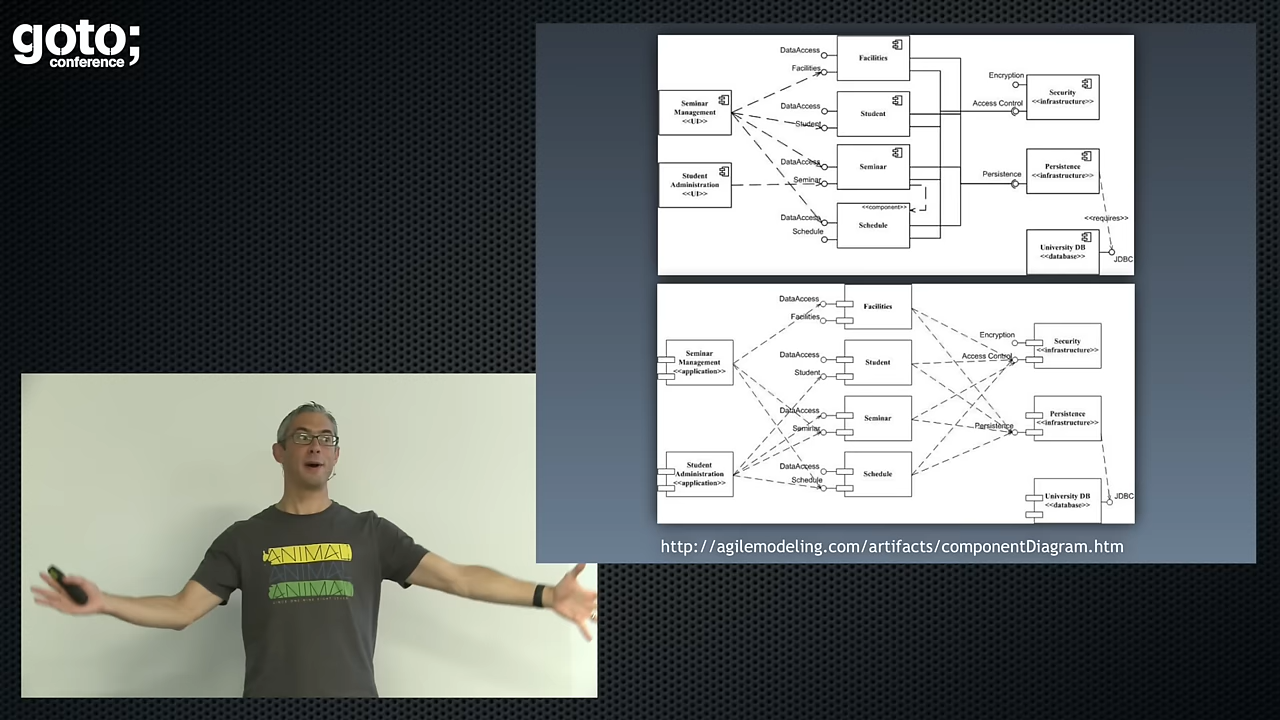 goto;
conference
DataAccess
Facilities
Facilities
Seminar
Management
<<UI>>
DataAccess
Student
Student
Encryption
Access Control
Security
<<infrastructure>>
Student
Administration
<<UI>>
DataAccess
Seminar
Seminar
Persistence
Persistence
<<infrastructure>>
<<component>>
DataAccess
Schedule
Schedule
<<requires>>
University DB
<<database>>
JDBC
DataAccess
Facilities
Facilities
Seminar
Management
<<application>>
DataAccess
Student
Student
Encryption
Access Control
Security
<<infrastructure>>
DataAccess
Seminar
Seminar
Persistence
Persistence
<<infrastructure>>
Student
Administration
<<application>>
DataAccess
Schedule
Schedule
University DB
<<database>>
JDBC
http://agilemodeling.com/artifacts/componentDiagram.htm
ANIMAL
ANIMAL
ANIMAL